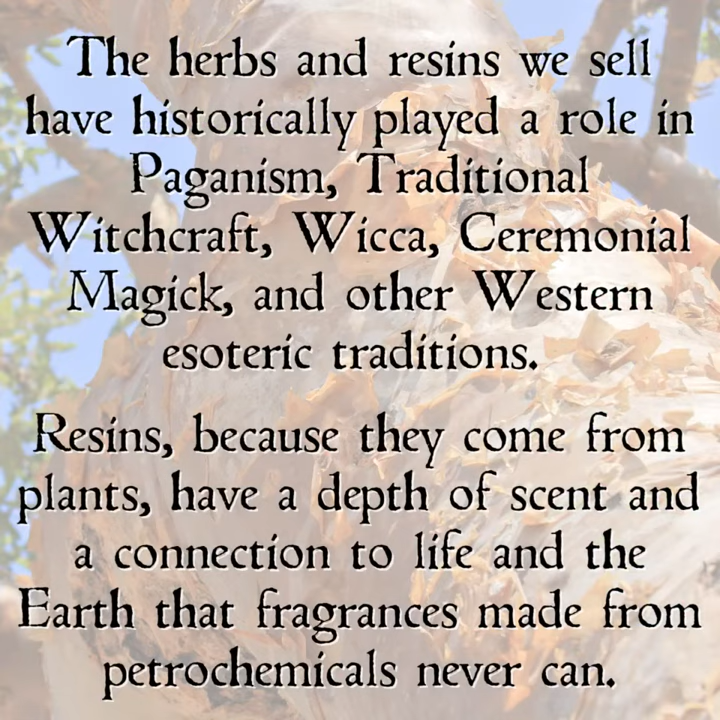 The herbs and resins we sell
have historically played a role in
Paganism, Traditional
Witchcraft, Wicca, Ceremonial
Magick, and other Western
esoteric traditions.
Resins, because they come from
plants, have a depth of scent and
a connection to life and the
Earth that fragrances made from
petrochemicals never can.